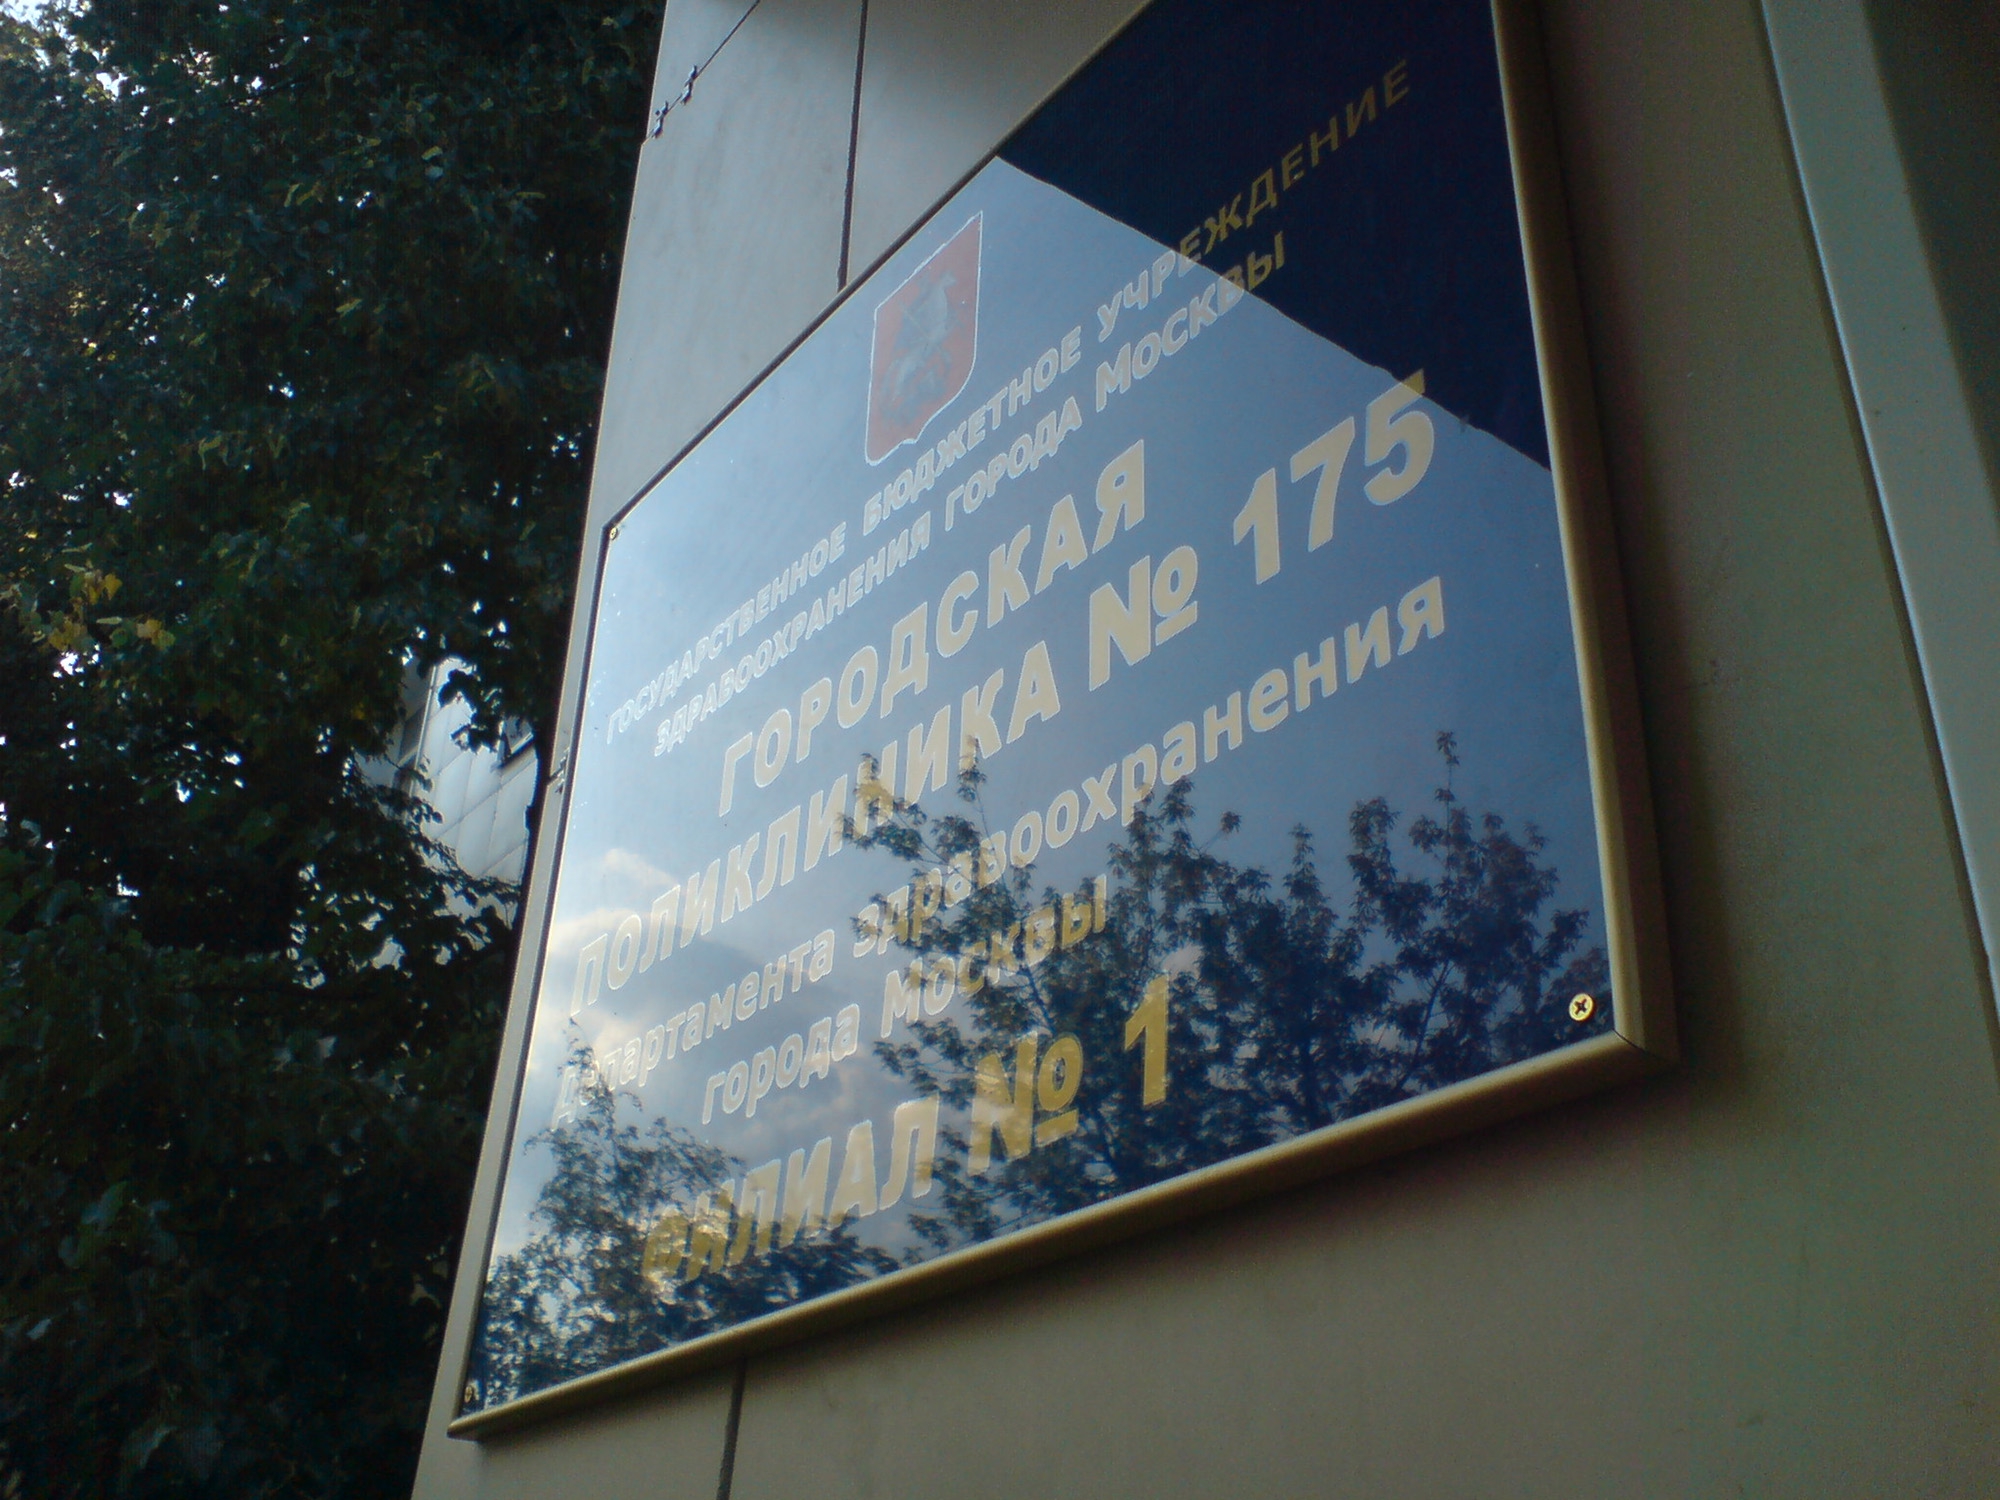 ГОСУДАРСТВЕННОЕ БЮДЖЕТНОЕ УЧРЕЖДЕНИЕ
ЗДРАВООХРАНЕНИЯ ГОРОДА МОСКВЫ
ГОРОДСКАЯ
ПОЛИКЛИНИКА № 175
департамента здравоохранения
города Москвы
ФИЛИАЛ № 1